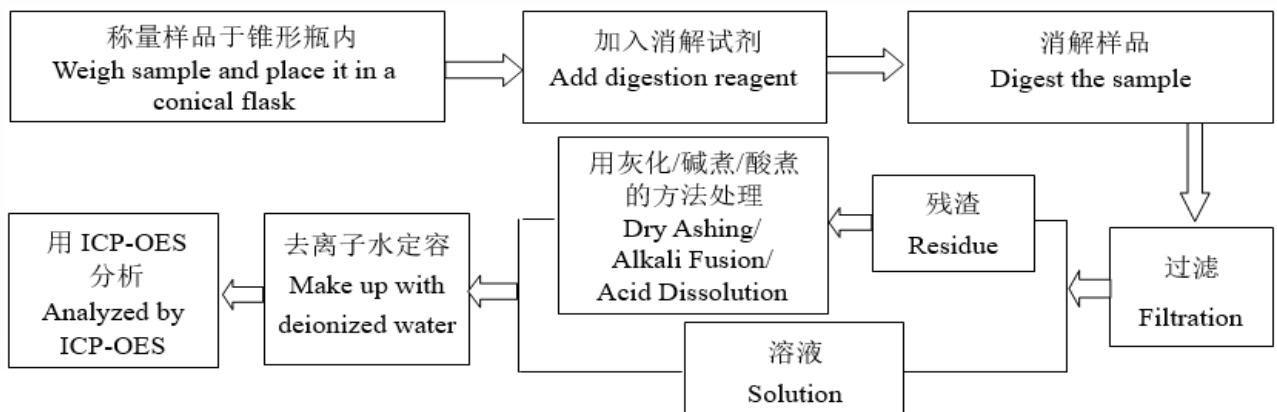 称量样品于锥形瓶内
Weigh sample and place it in a
conical flask
加入消解试剂
Add digestion reagent
消解样品
Digest the sample
过滤
Filtration
残渣
Residue
用灰化/碱煮/酸煮
的方法处理
Dry Ashing/
Alkali Fusion/
Acid Dissolution
溶液
Solution
去离子水定容
Make up with
deionized water
用 ICP-OES
分析
Analyzed by
ICP-OES